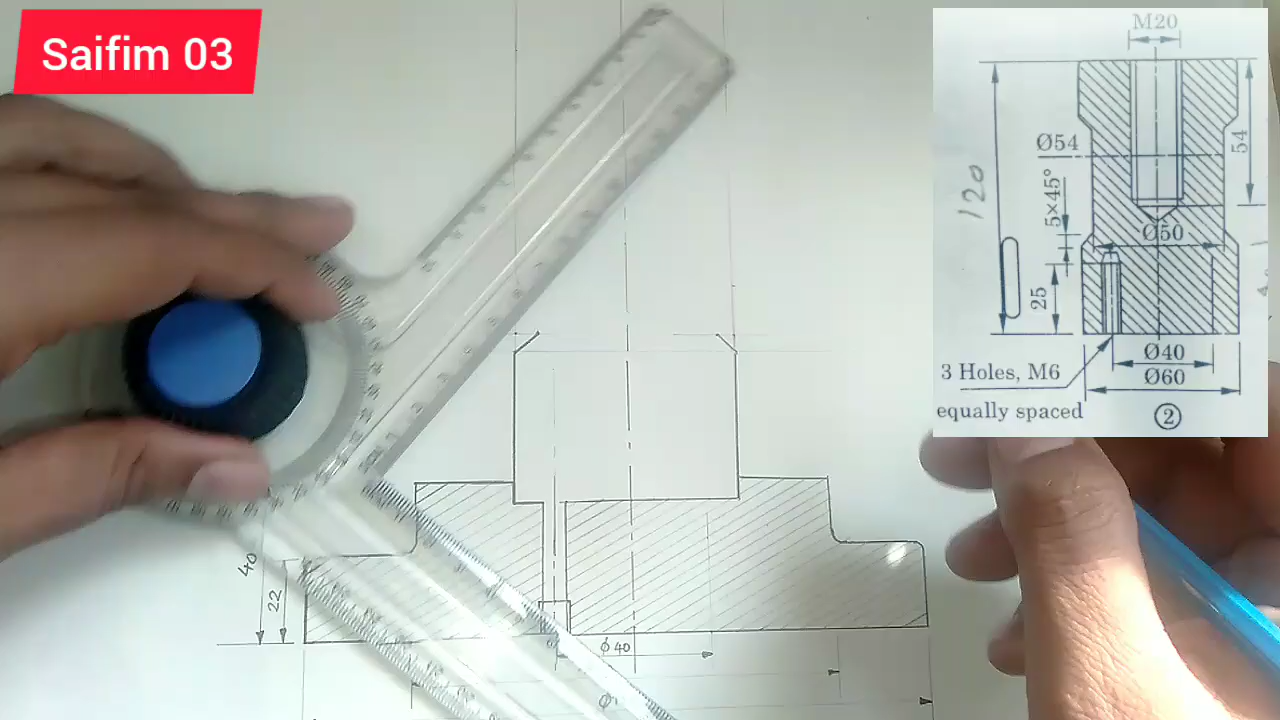 Saifim 03
M20
Ø54
54
120
5×45°
Ø50
25
Ø40
3 Holes, M6
Ø60
equally spaced
2
40
22
ϕ 40